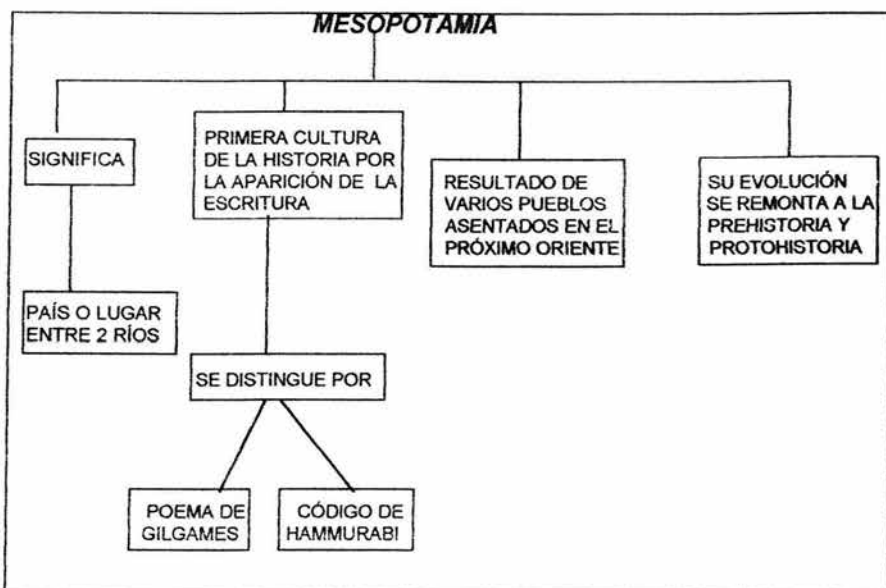 MESOPOTAMIA
SIGNIFICA
PAÍS O LUGAR
ENTRE 2 RÍOS
PRIMERA CULTURA
DE LA HISTORIA POR
LA APARICIÓN DE LA
ESCRITURA
SE DISTINGUE POR
POEMA DE
GILGAMES
CÓDIGO DE
HAMMURABI
RESULTADO DE
VARIOS PUEBLOS
ASENTADOS EN EL
PRÓXIMO ORIENTE
SU EVOLUCIÓN
SE REMONTA A LA
PREHISTORIA Y
PROTOHISTORIA